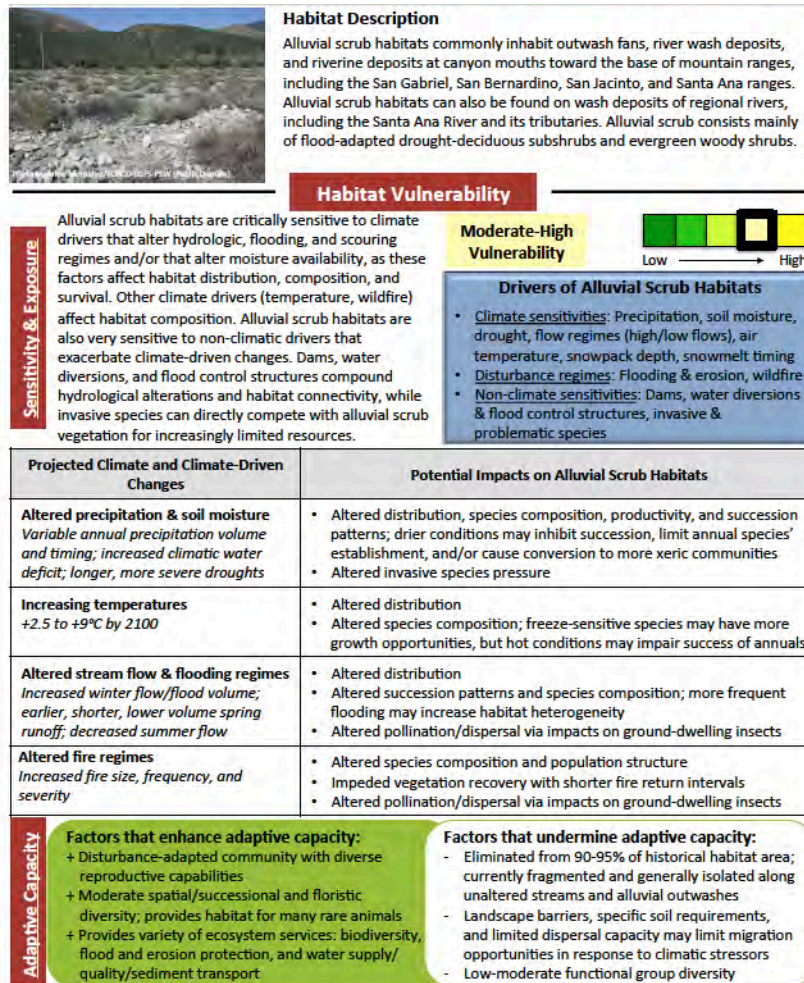 Habitat Description
Alluvial scrub habitats commonly inhabit outwash fans, river wash deposits,
and riverine deposits at canyon mouths toward the base of mountain ranges,
including the San Gabriel, San Bernardino, San Jacinto, and Santa Ana ranges.
Alluvial scrub habitats can also be found on wash deposits of regional rivers,
including the Santa Ana River and its tributaries. Alluvial scrub consists mainly
of flood-adapted drought-deciduous subshrubs and evergreen woody shrubs.
Habitat Vulnerability
Sensitivity & Exposure
Alluvial scrub habitats are critically sensitive to climate
drivers that alter hydrologic, flooding, and scouring
regimes and/or that alter moisture availability, as these
factors affect habitat distribution, composition, and
survival. Other climate drivers (temperature, wildfire)
affect habitat composition. Alluvial scrub habitats are
also very sensitive to non-climatic drivers that
exacerbate climate-driven changes. Dams, water
diversions, and flood control structures compound
hydrological alterations and habitat connectivity, while
invasive species can directly compete with alluvial scrub
vegetation for increasingly limited resources.
Moderate-High
Vulnerability
Low High
Drivers of Alluvial Scrub Habitats
• Climate sensitivities: Precipitation, soil moisture,
drought, flow regimes (high/low flows), air
temperature, snowpack depth, snowmelt timing
• Disturbance regimes: Flooding & erosion, wildfire
• Non-climate sensitivities: Dams, water diversions
& flood control structures, invasive &
problematic species
Projected Climate and Climate-Driven
Changes
Potential Impacts on Alluvial Scrub Habitats
Altered precipitation & soil moisture
Variable annual precipitation volume
and timing; increased climatic water
deficit; longer, more severe droughts
• Altered distribution, species composition, productivity, and succession
patterns; drier conditions may inhibit succession, limit annual species'
establishment, and/or cause conversion to more xeric communities
• Altered invasive species pressure
Increasing temperatures
+2.5 to +9°C by 2100
• Altered distribution
• Altered species composition; freeze-sensitive species may have more
growth opportunities, but hot conditions may impair success of annuals
Altered stream flow & flooding regimes
Increased winter flow/flood volume;
earlier, shorter, lower volume spring
runoff; decreased summer flow
• Altered distribution
• Altered succession patterns and species composition; more frequent
flooding may increase habitat heterogeneity
• Altered pollination/dispersal via impacts on ground-dwelling insects
Altered fire regimes
Increased fire size, frequency, and
severity
• Altered species composition and population structure
• Impeded vegetation recovery with shorter fire return intervals
• Altered pollination/dispersal via impacts on ground-dwelling insects
Adaptive Capacity
Factors that enhance adaptive capacity:
+ Disturbance-adapted community with diverse
reproductive capabilities
+ Moderate spatial/successional and floristic
diversity; provides habitat for many rare animals
+ Provides variety of ecosystem services: biodiversity,
flood and erosion protection, and water supply/
quality/sediment transport
Factors that undermine adaptive capacity:
- Eliminated from 90-95% of historical habitat area;
currently fragmented and generally isolated along
unaltered streams and alluvial outwashes
- Landscape barriers, specific soil requirements,
and limited dispersal capacity may limit migration
opportunities in response to climatic stressors
- Low-moderate functional group diversity